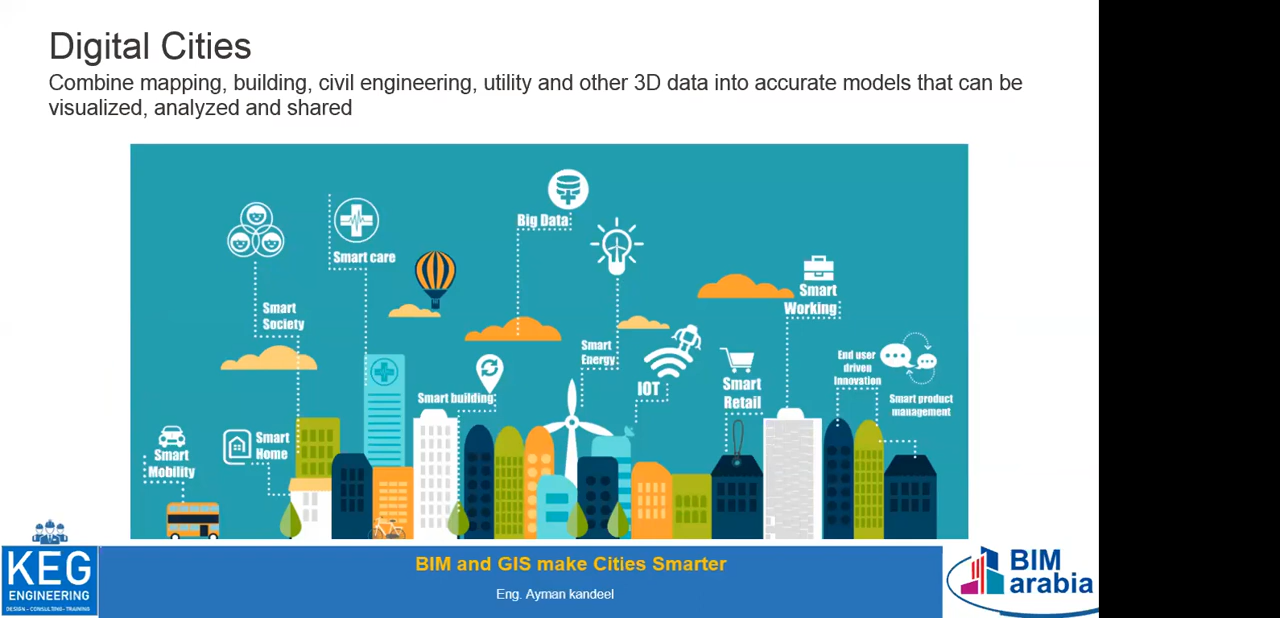 Digital Cities
Combine mapping, building, civil engineering, utility and other 3D data into accurate models that can be
visualized, analyzed and shared
Big Data
Smart care
Smart
Working
Smart
Society
Smart
Energy
End user
driven
Innovation
IOT
Smart
Retail
Smart building
Smart product
management
Smart
Home
Smart
Mobility
KEG
ENGINEERING
DESIGN - CONSULTING - TRAINING
BIM and GIS make Cities Smarter
Eng. Ayman kandeel
BIM
arabia